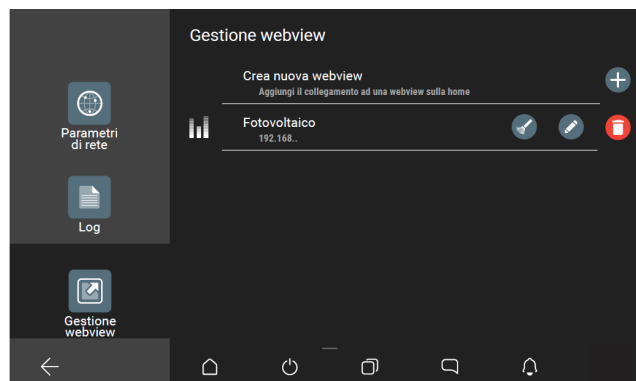 Gestione webview
Crea nuova webview
Aggiungi il collegamento ad una webview sulla home
Fotovoltaico
192.168..
Parametri
di rete
Log
Gestione
webview